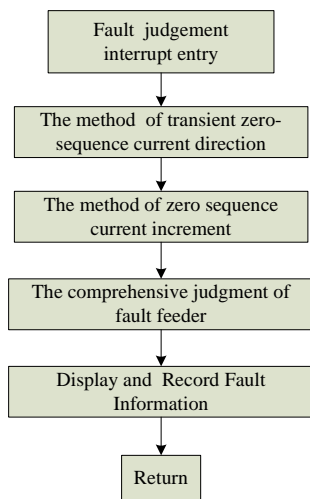 Fault judgement
interrupt entry
The method of transient zero-
sequence current direction
The method of zero sequence
current increment
The comprehensive judgment of
fault feeder
Display and Record Fault
Information
Return